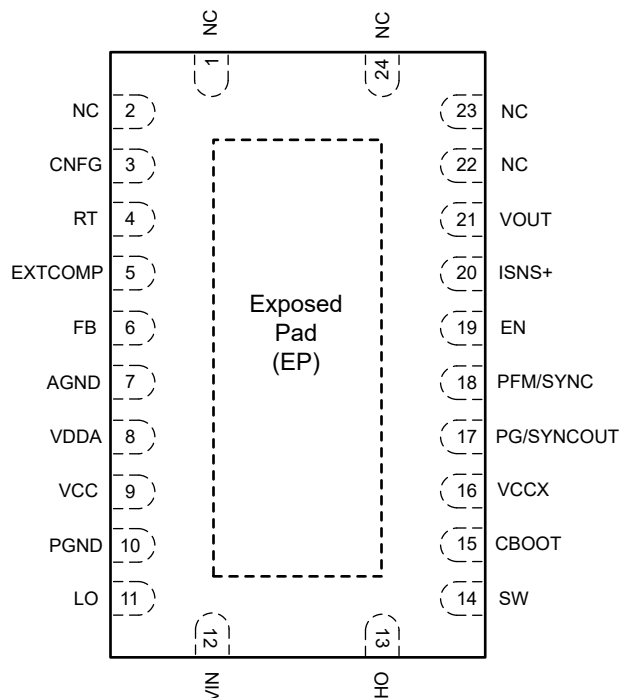 NC
NC
1
24
NC 2
23 NC
CNFG 3
22 NC
RT 4
21 VOUT
EXTCOMP 5
20 ISNS+
FB 6
19 EN
AGND 7
18 PFM/SYNC
VDDA 8
17 PG/SYNCOUT
VCC 9
16 VCCX
PGND 10
15 CBOOT
LO 11
14 SW
Exposed
Pad
(EP)
12
13
VIN
HO